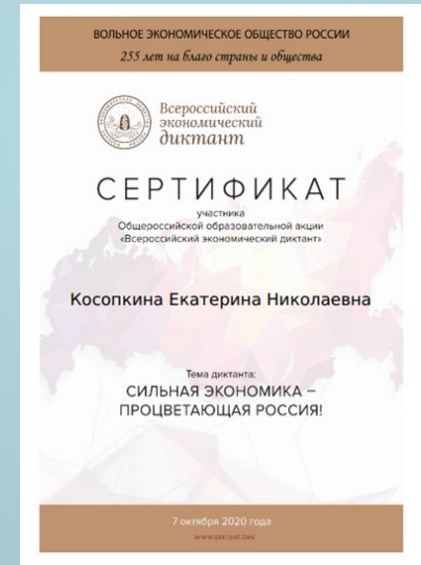 ВОЛЬНОЕ ЭКОНОМИЧЕСКОЕ ОБЩЕСТВО РОССИИ
255 лет на благо страны и общества
Всероссийский
экономический
диктант
СЕРТИФИКАТ
участника
Общероссийской образовательной акции
«Всероссийский экономический диктант»
Косопкина Екатерина Николаевна
Тема диктанта:
СИЛЬНАЯ ЭКОНОМИКА –
ПРОЦВЕТАЮЩАЯ РОССИЯ!
7 октября 2020 года